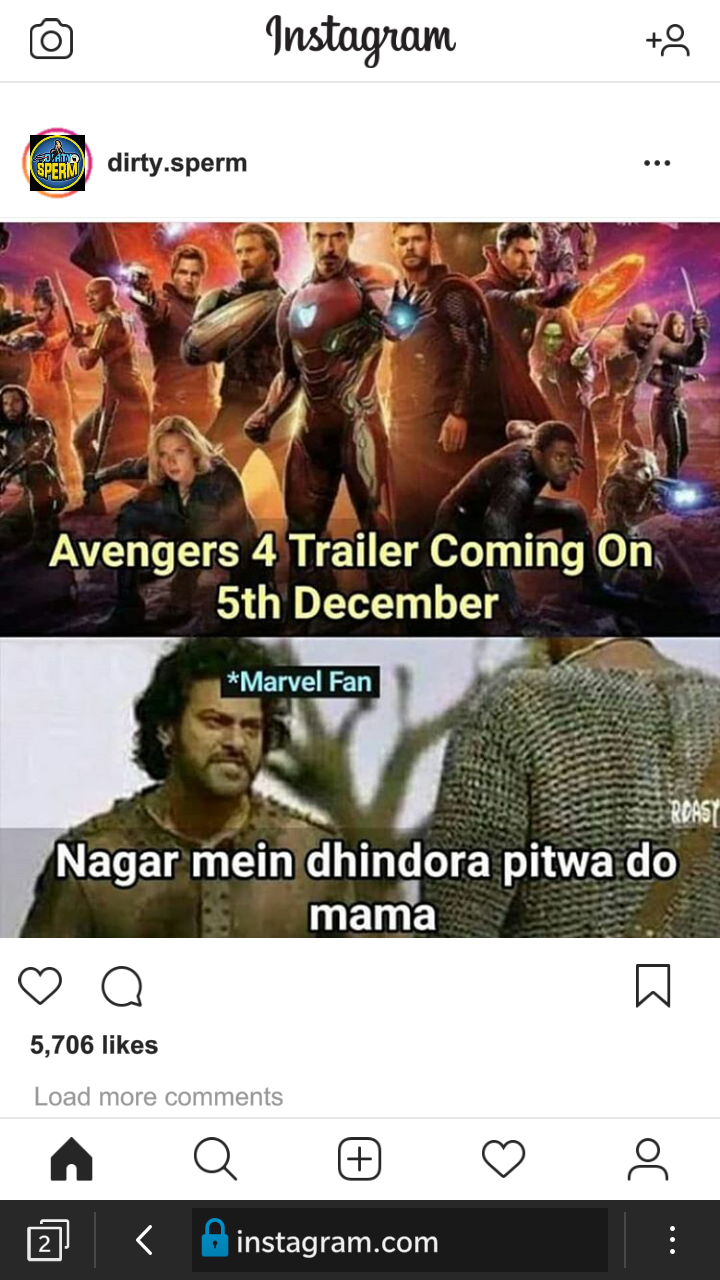 Instagram
SPERM
dirty.sperm
Avengers 4 Trailer Coming On
5th December
*Marvel Fan
ROAST
Nagar mein dhindora pitwa do
mama
5,706 likes
Load more comments
2
instagram.com